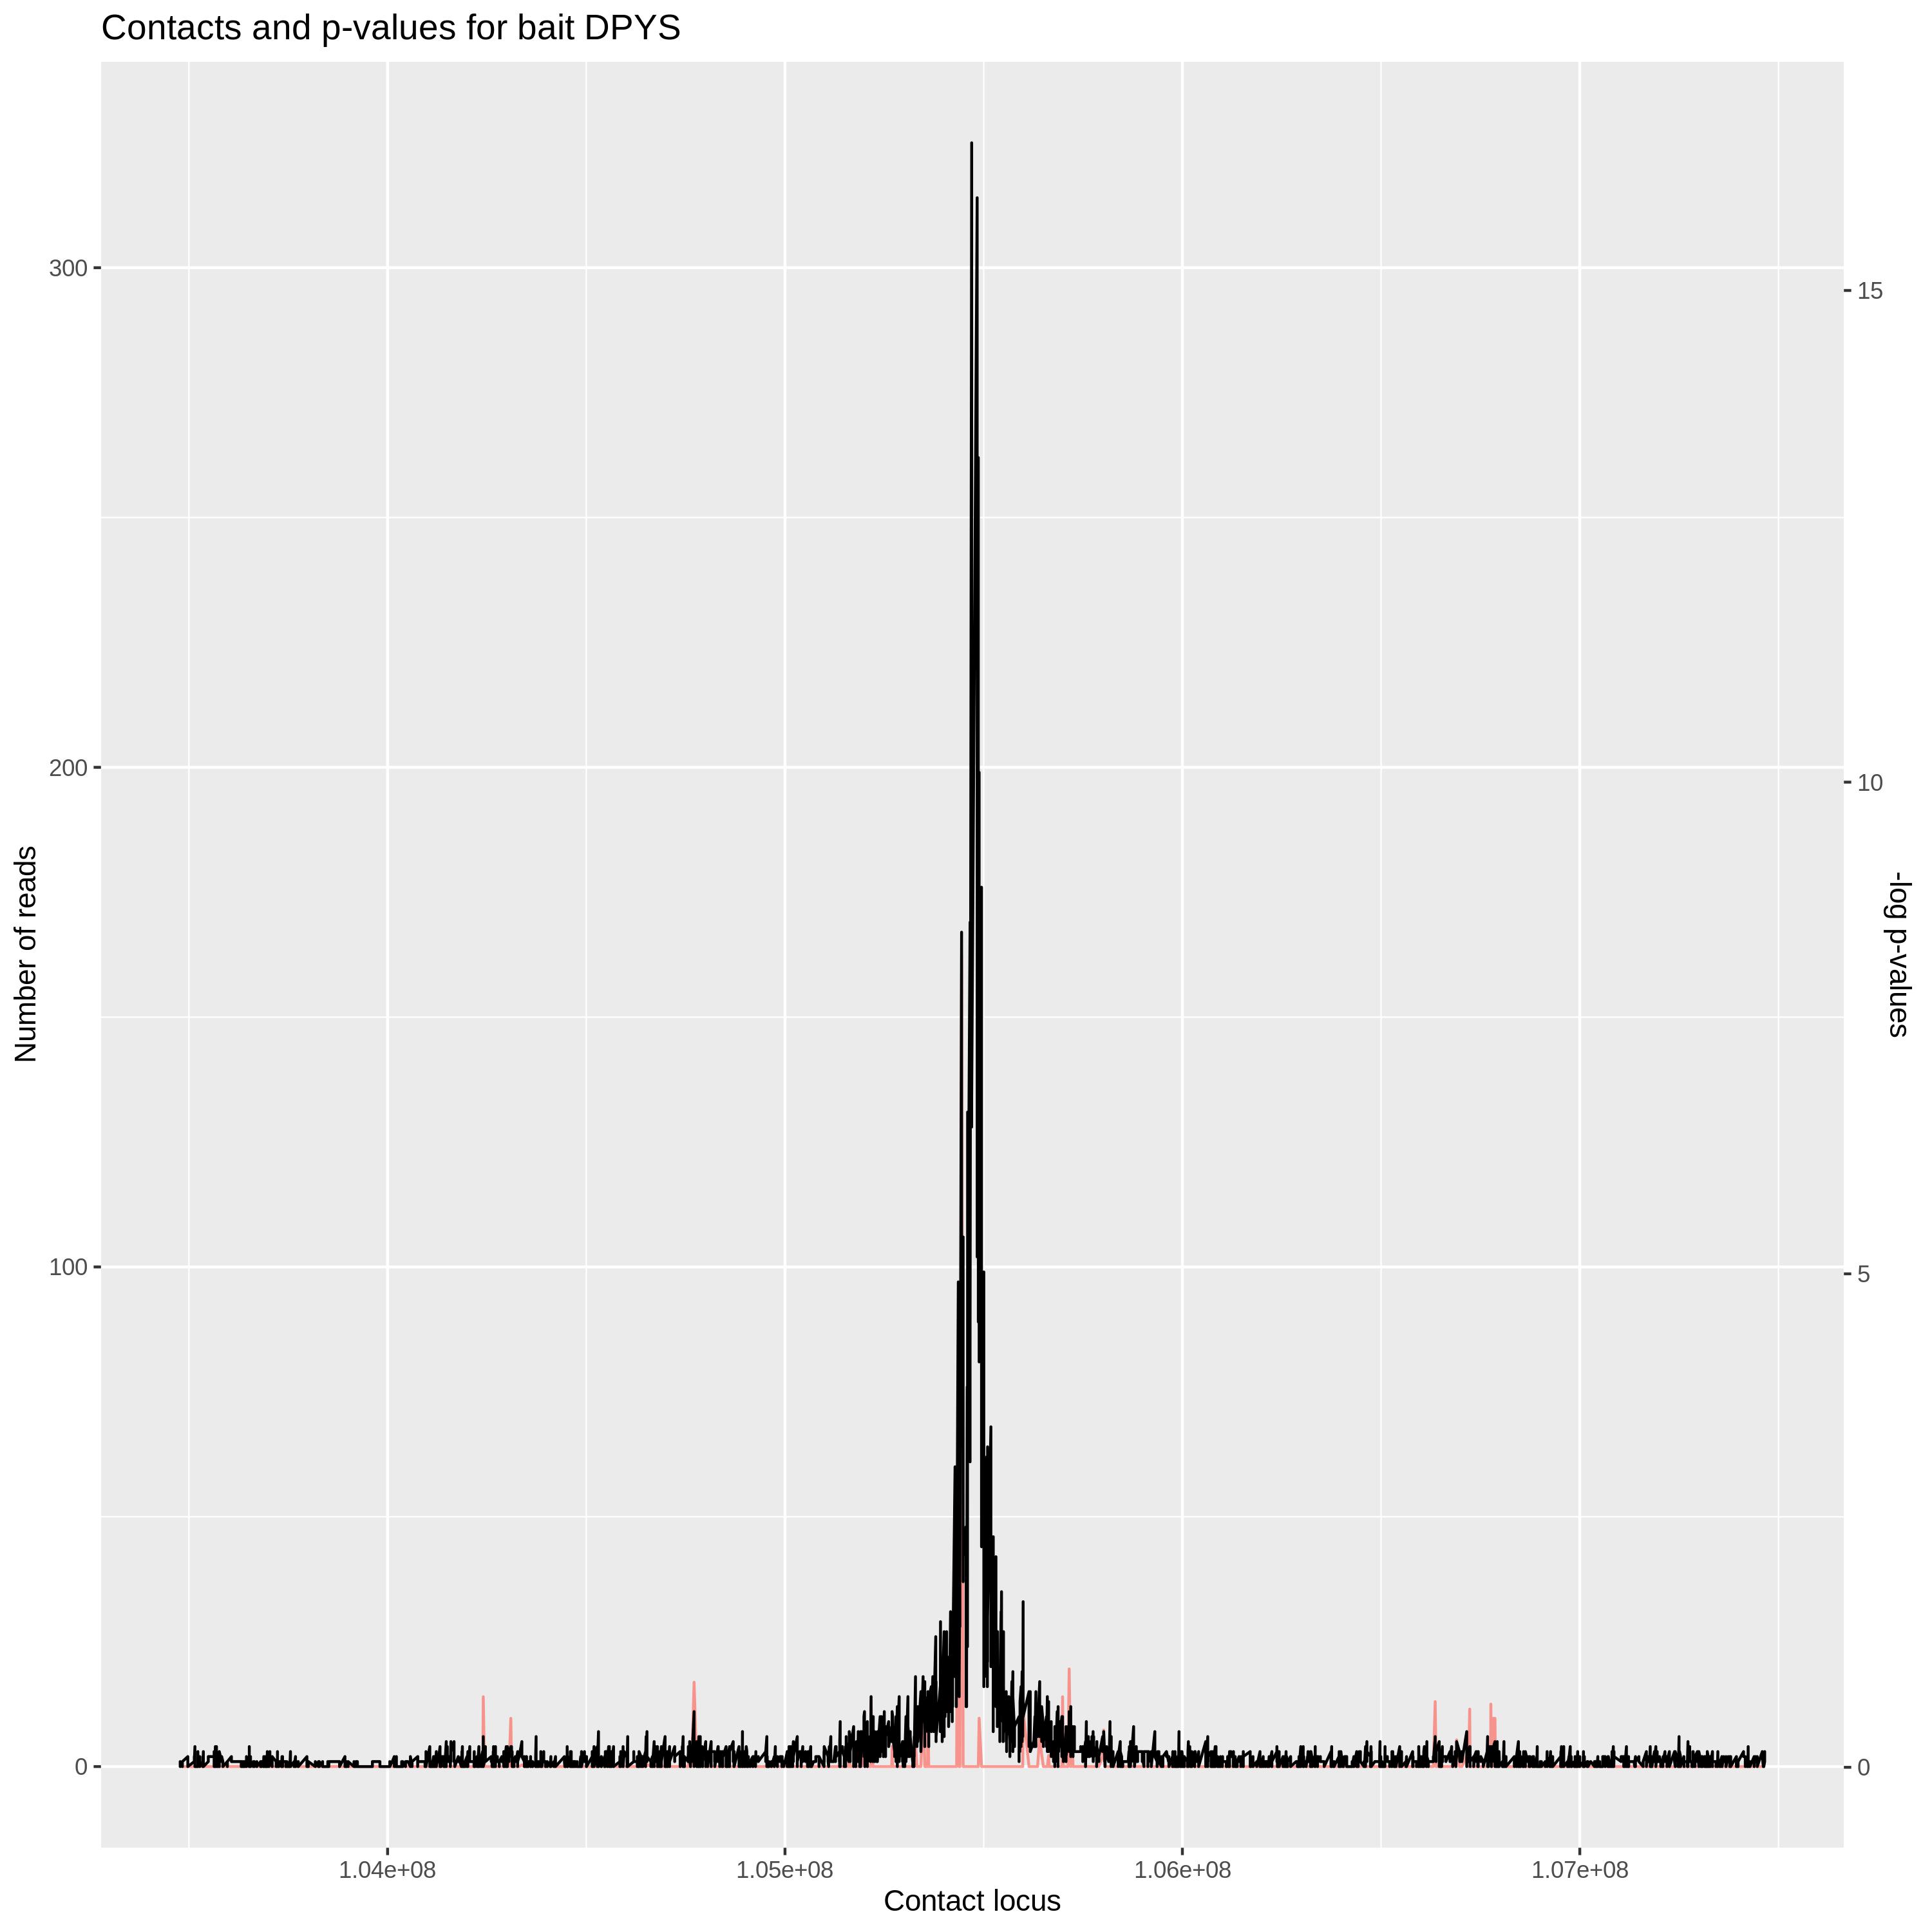 Contacts and p-values for bait DPYS
300
200
100
0
Number of reads
15
10
5
0
-log p-values
1.04e+08
1.05e+08
1.06e+08
1.07e+08
Contact locus